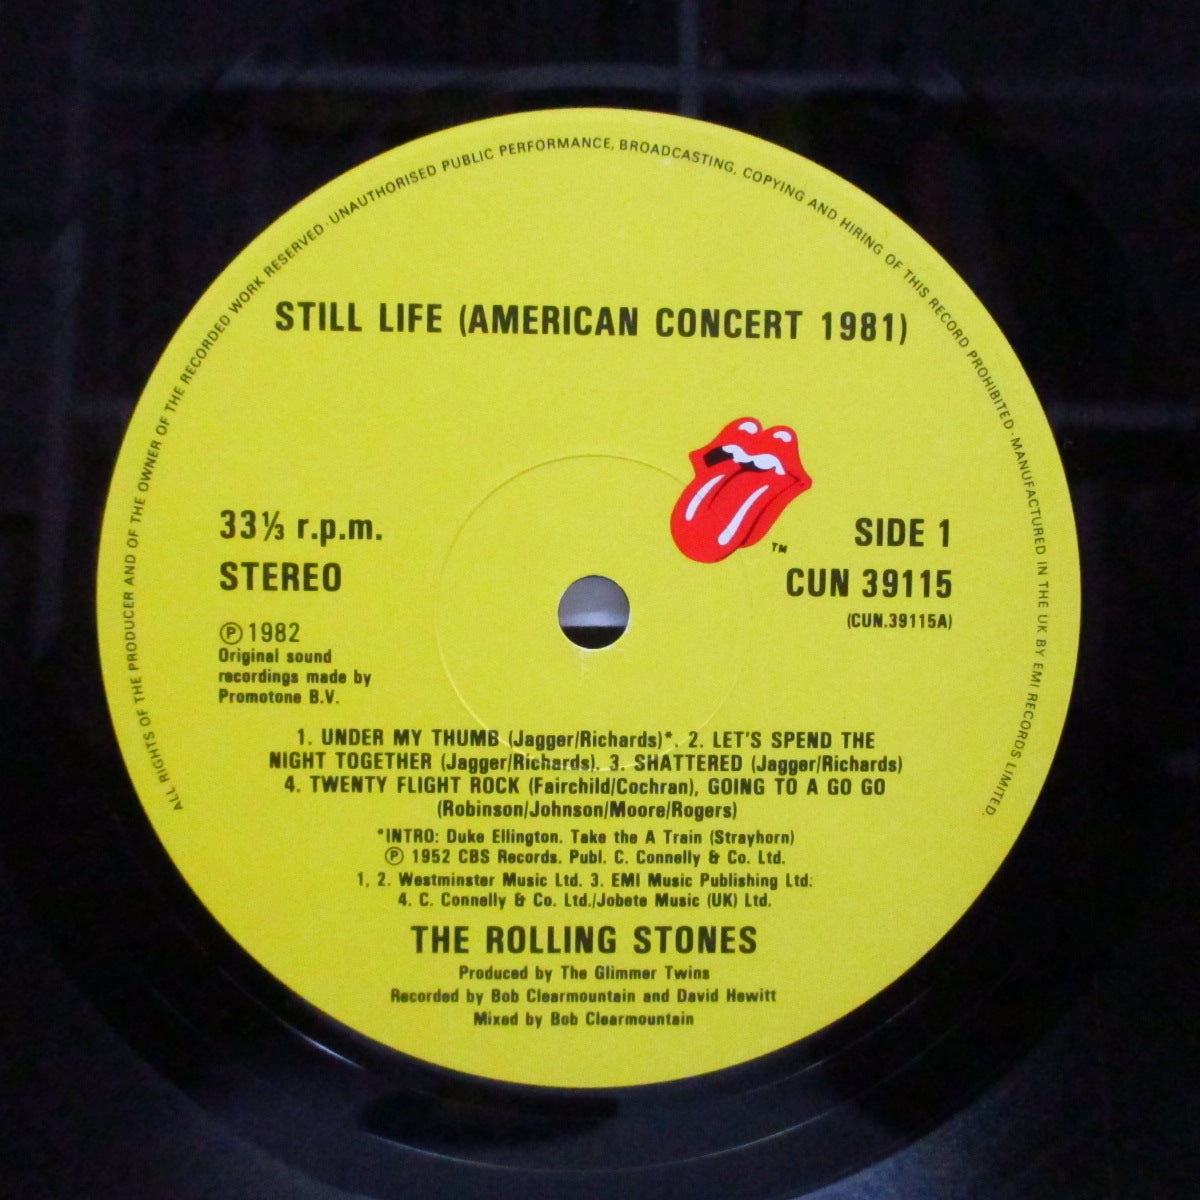 ALL RIGHTS OF THE PRODUCER AND OF THE OWNER OF THE RECORDED WORK RESERVED · UNAUTHORISED PUBLIC PERFORMANCE, BROADCASTING, COPYING AND HIRING OF THIS RECORD PROHIBITED · MANUFACTURED IN THE UK BY EMI RECORDS LIMITED.
STILL LIFE (AMERICAN CONCERT 1981)
33⅓ r.p.m.
STEREO
℗ 1982
Original sound
recordings made by
Promotone B.V.
TM
SIDE 1
CUN 39115
(CUN.39115A)
1. UNDER MY THUMB (Jagger/Richards)*. 2. LET'S SPEND THE
NIGHT TOGETHER (Jagger/Richards). 3. SHATTERED (Jagger/Richards)
4. TWENTY FLIGHT ROCK (Fairchild/Cochran), GOING TO A GO GO
(Robinson/Johnson/Moore/Rogers)
*INTRO: Duke Ellington. Take the A Train (Strayhorn)
℗ 1952 CBS Records. Publ. C. Connelly & Co. Ltd.
1, 2. Westminster Music Ltd. 3. EMI Music Publishing Ltd.
4. C. Connelly & Co. Ltd./Jobete Music (UK) Ltd.
THE ROLLING STONES
Produced by The Glimmer Twins
Recorded by Bob Clearmountain and David Hewitt
Mixed by Bob Clearmountain